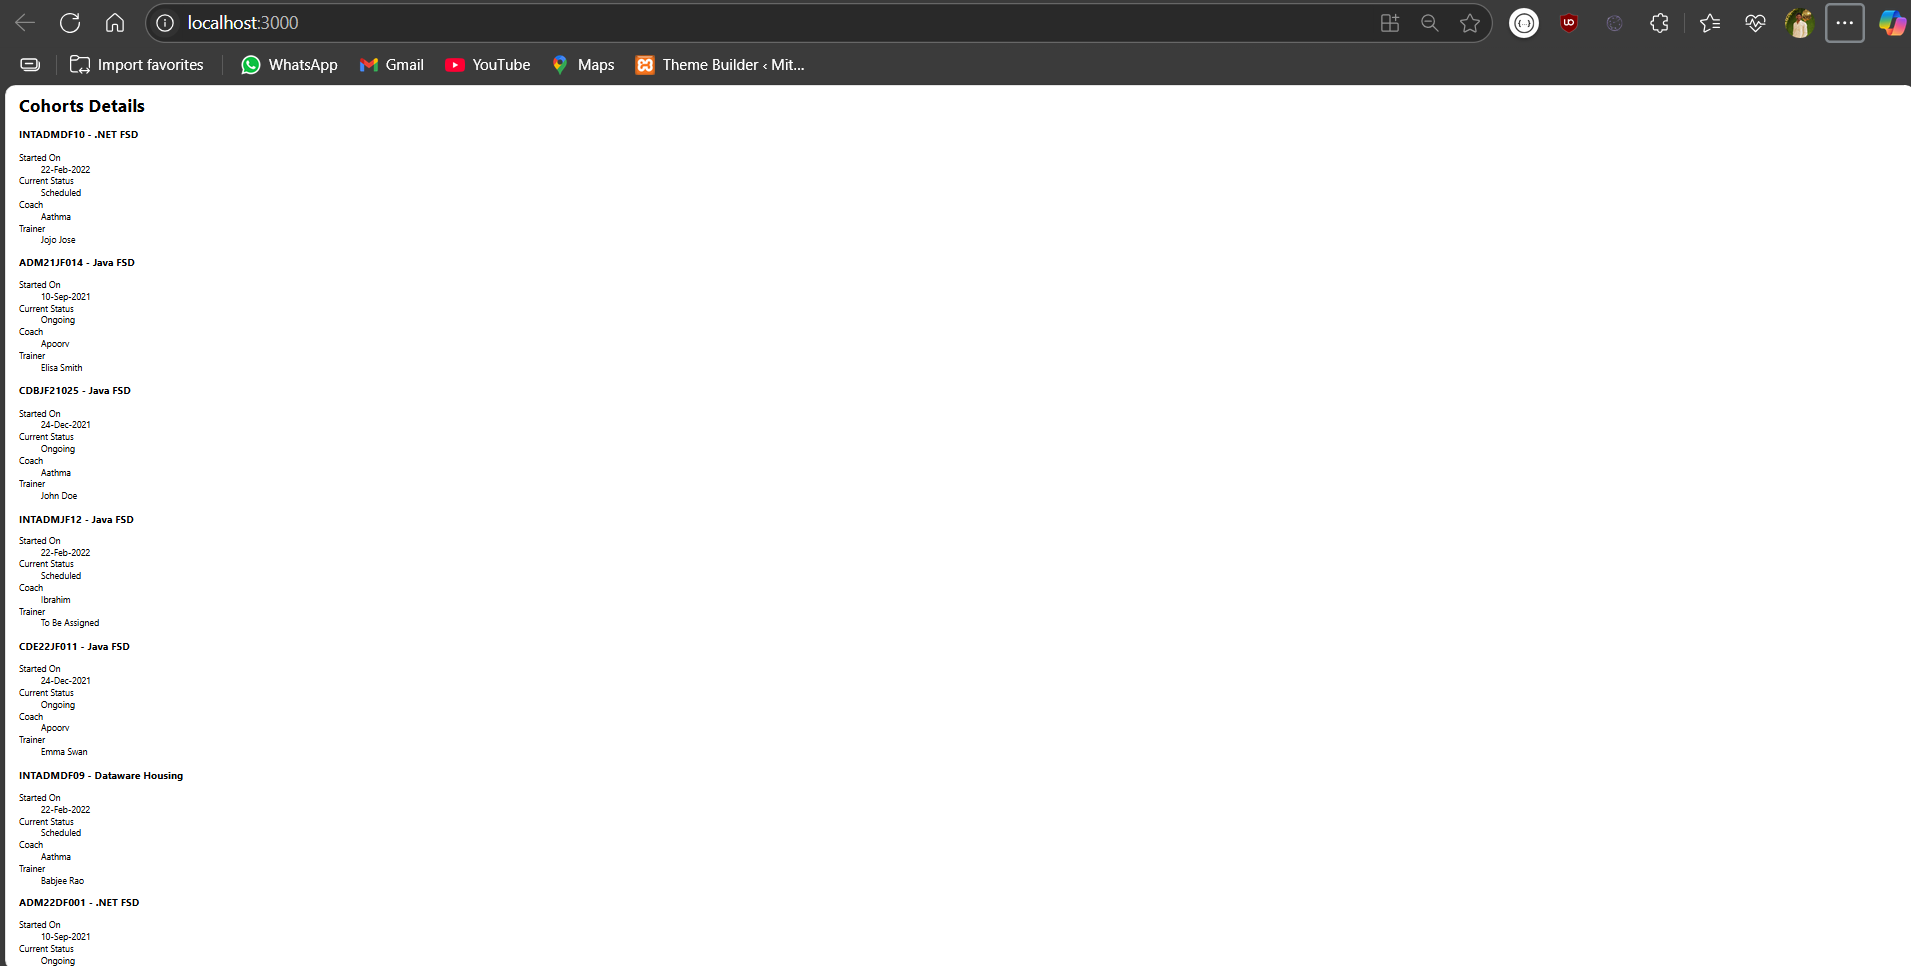 localhost:3000
Import favorites
WhatsApp
Gmail
YouTube
Maps
Theme Builder ‹ Mit...
Cohorts Details
INTADMDF10 - .NET FSD
Started On
22-Feb-2022
Current Status
Scheduled
Coach
Aathma
Trainer
Jojo Jose
ADM21JF014 - Java FSD
Started On
10-Sep-2021
Current Status
Ongoing
Coach
Apoorv
Trainer
Elisa Smith
CDBJF21025 - Java FSD
Started On
24-Dec-2021
Current Status
Ongoing
Coach
Aathma
Trainer
John Doe
INTADMJF12 - Java FSD
Started On
22-Feb-2022
Current Status
Scheduled
Coach
Ibrahim
Trainer
To Be Assigned
CDE22JF011 - Java FSD
Started On
24-Dec-2021
Current Status
Ongoing
Coach
Apoorv
Trainer
Emma Swan
INTADMDF09 - Dataware Housing
Started On
22-Feb-2022
Current Status
Scheduled
Coach
Aathma
Trainer
Babjee Rao
ADM22DF001 - .NET FSD
Started On
10-Sep-2021
Current Status
Ongoing